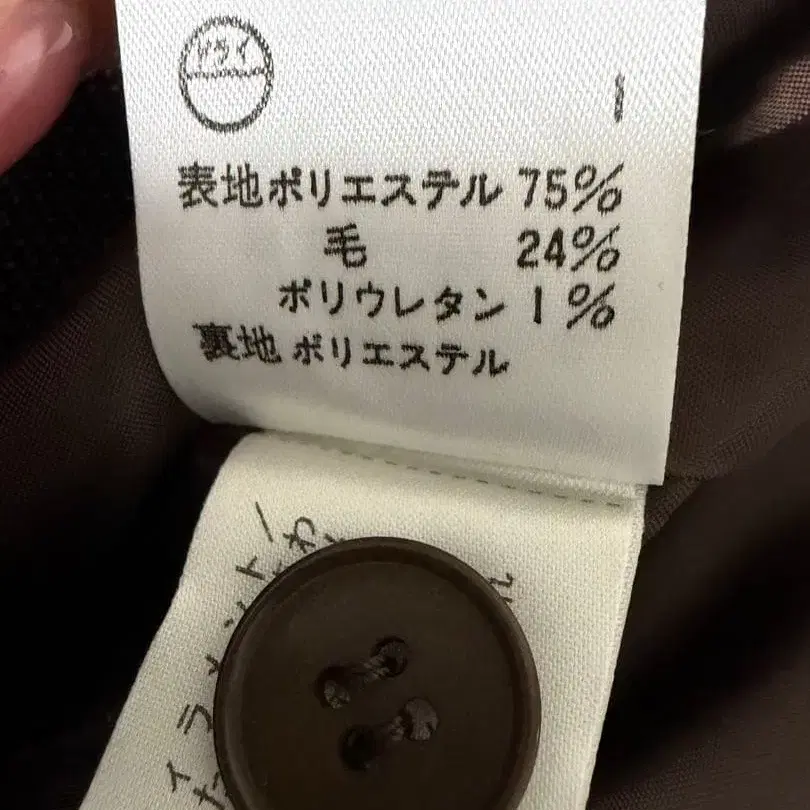 ドライ
1
表地ポリエステル 75%
毛 24%
ポリウレタン 1%
裏地 ポリエステル